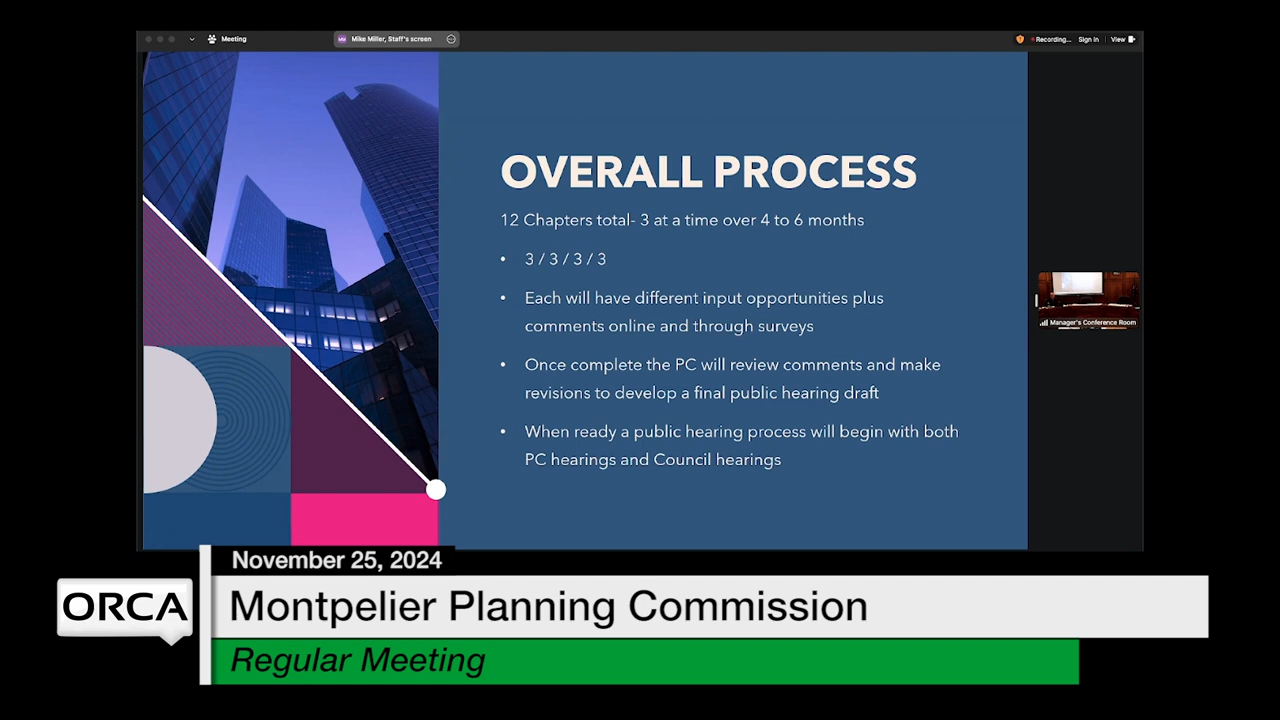 Meeting
Mike Miller, Staff's screen
Recording...
Sign In
View
OVERALL PROCESS
12 Chapters total- 3 at a time over 4 to 6 months
• 3 / 3 / 3 / 3
• Each will have different input opportunities plus
comments online and through surveys
• Once complete the PC will review comments and make
revisions to develop a final public hearing draft
• When ready a public hearing process will begin with both
PC hearings and Council hearings
Manager's Conference Room
November 25, 2024
ORCA
Montpelier Planning Commission
Regular Meeting